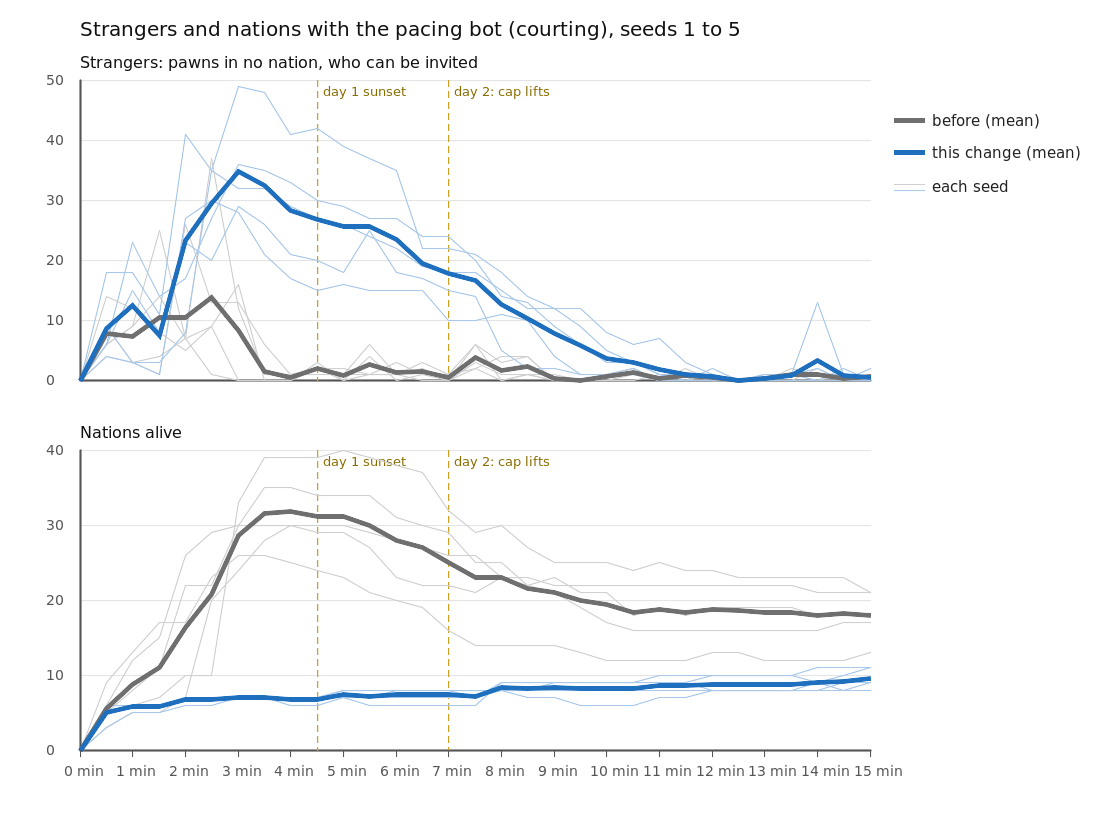 Strangers and nations with the pacing bot (courting), seeds 1 to 5
Strangers: pawns in no nation, who can be invited
50
40
30
20
10
0
day 1 sunset
day 2: cap lifts
before (mean)
this change (mean)
each seed
Nations alive
40
30
20
10
0
day 1 sunset
day 2: cap lifts
0 min 1 min 2 min 3 min 4 min 5 min 6 min 7 min 8 min 9 min 10 min 11 min 12 min 13 min 14 min 15 min